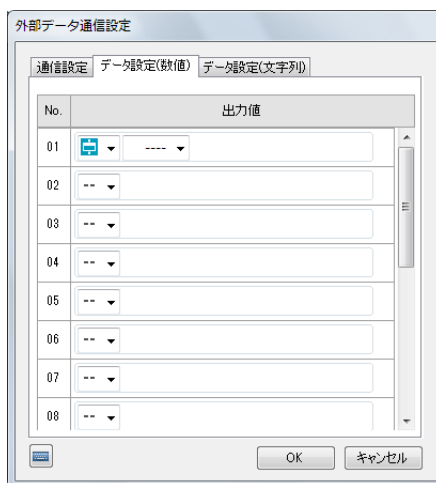 外部データ通信設定
通信設定 データ設定(数値) データ設定(文字列)
No. 出力値
01 ----
02 --
03 --
04 --
05 --
06 --
07 --
08 --
OK キャンセル